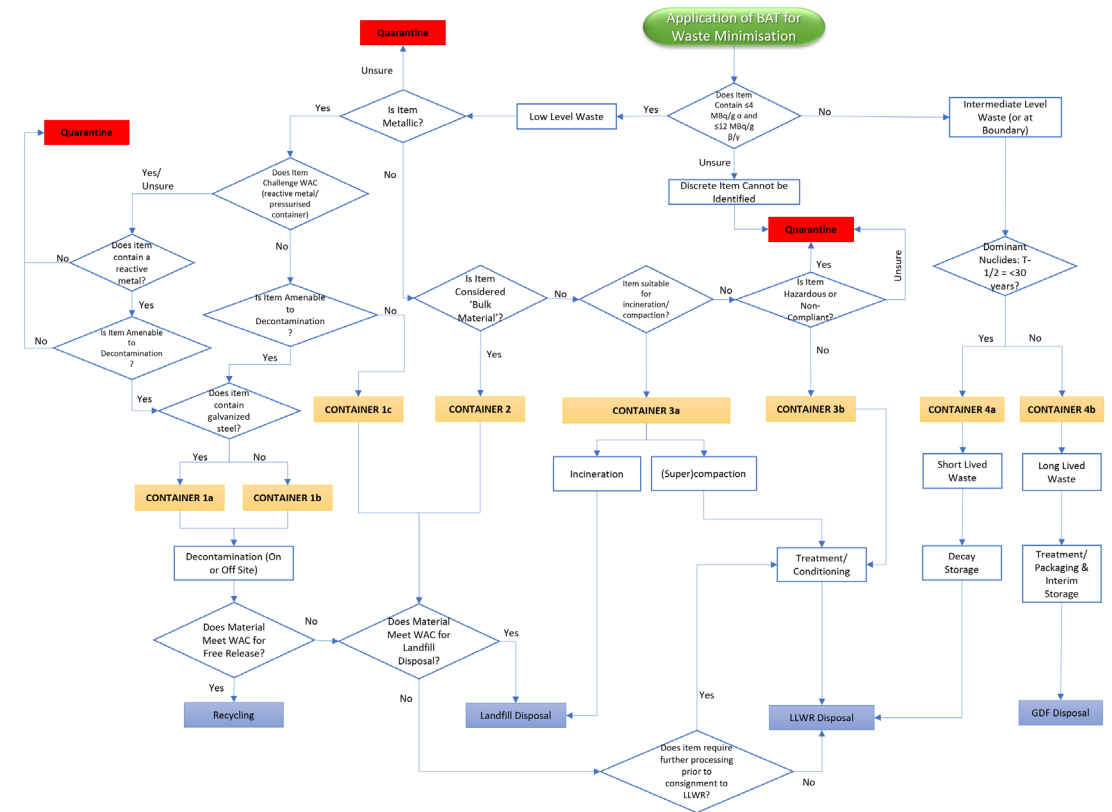 Application of BAT for
Waste Minimisation
Quarantine
Unsure
Is Item
Metallic?
Yes
No
Low Level Waste
Yes
Does Item
Contain ≤4
MBq/g α and
≤12 MBq/g
β/γ
No
Intermediate Level
Waste (or at
Boundary)
Unsure
Discrete Item Cannot be
Identified
Quarantine
Quarantine
Yes/
Unsure
Does Item
Challenge WAC
(reactive metal/
pressurised
container)
No
Does item
contain a
reactive
metal?
No
Yes
Is Item Amenable
to
Decontamination
?
No
Yes
Is Item Amenable
to
Decontamination
?
No
Yes
Is Item
Considered
‘Bulk
Material’?
No
Yes
Item suitable
for
incineration/
compaction?
No
Is Item
Hazardous or
Non-
Compliant?
Yes
Unsure
No
Dominant
Nuclides: T-
1/2 = <30
years?
Yes
No
Does item
contain
galvanized
steel?
Yes
No
CONTAINER 1a
CONTAINER 1b
CONTAINER 1c
CONTAINER 2
CONTAINER 3a
CONTAINER 3b
CONTAINER 4a
CONTAINER 4b
Incineration
(Super)compaction
Short Lived
Waste
Long Lived
Waste
Decontamination (On
or Off Site)
Treatment/
Conditioning
Decay
Storage
Treatment/
Packaging &
Interim
Storage
Does Material
Meet WAC for
Free Release?
No
Yes
Does Material
Meet WAC for
Landfill
Disposal?
Yes
No
Recycling
Landfill Disposal
LLWR Disposal
GDF Disposal
Does item require
further processing
prior to
consignment to
LLWR?
Yes
No